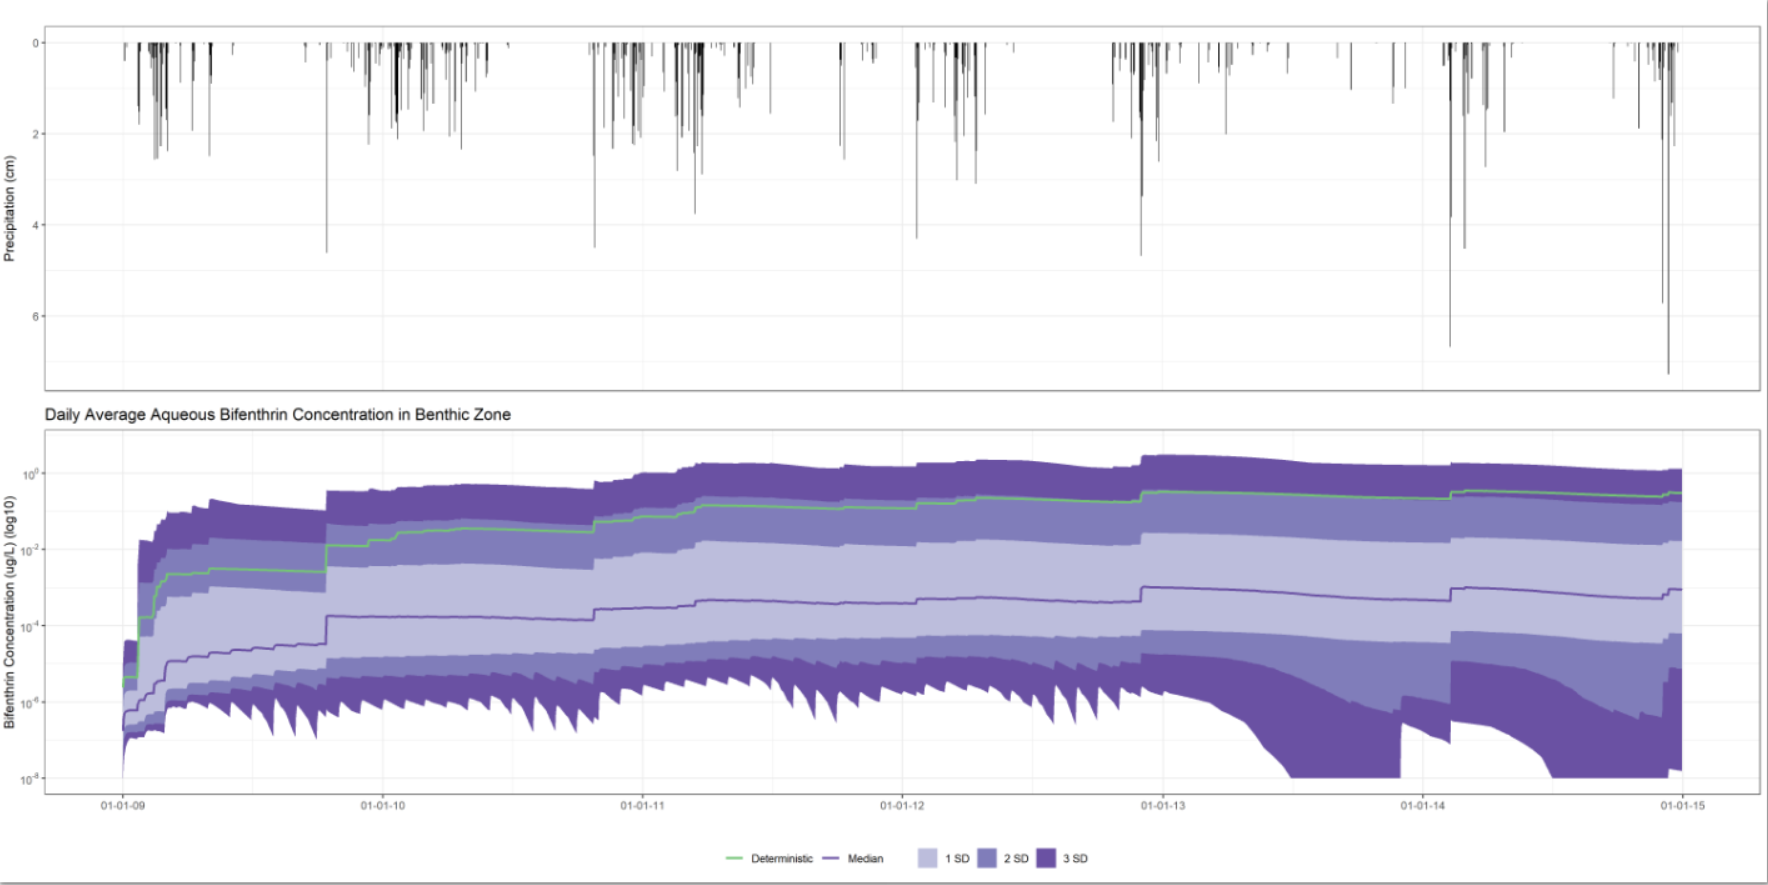 Precipitation (cm)
0
2
4
6
Daily Average Aqueous Bifenthrin Concentration in Benthic Zone
Bifenthrin Concentration (ug/L) (log10)
10⁰
10⁻²
10⁻⁴
10⁻⁶
10⁻⁸
01-01-09 01-01-10 01-01-11 01-01-12 01-01-13 01-01-14 01-01-15
Deterministic Median 1 SD 2 SD 3 SD